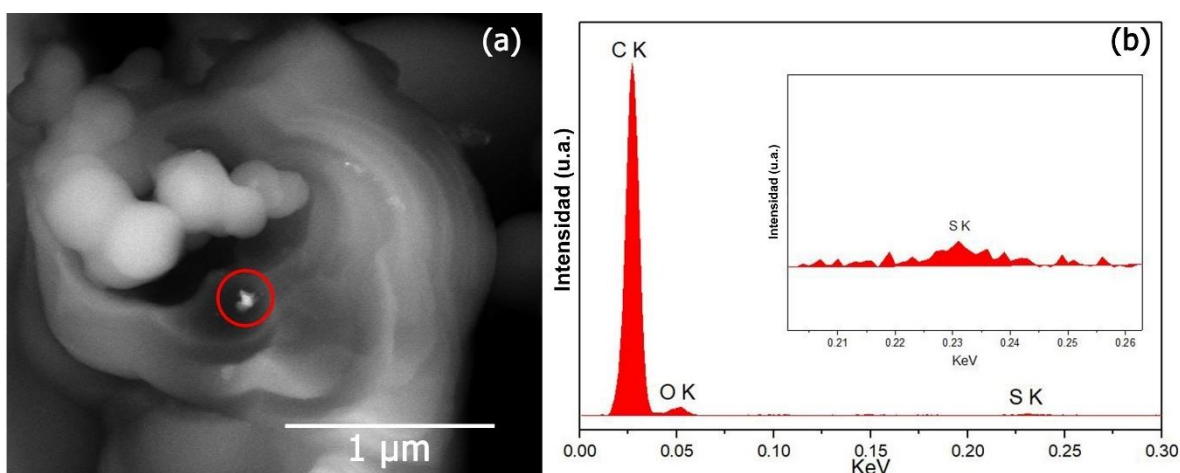 (a)
1 µm
(b)
Intensidad (u.a.)
C K
O K
S K
0.00 0.05 0.10 0.15 0.20 0.25 0.30
KeV
Intensidad (u.a.)
S K
0.21 0.22 0.23 0.24 0.25 0.26
KeV